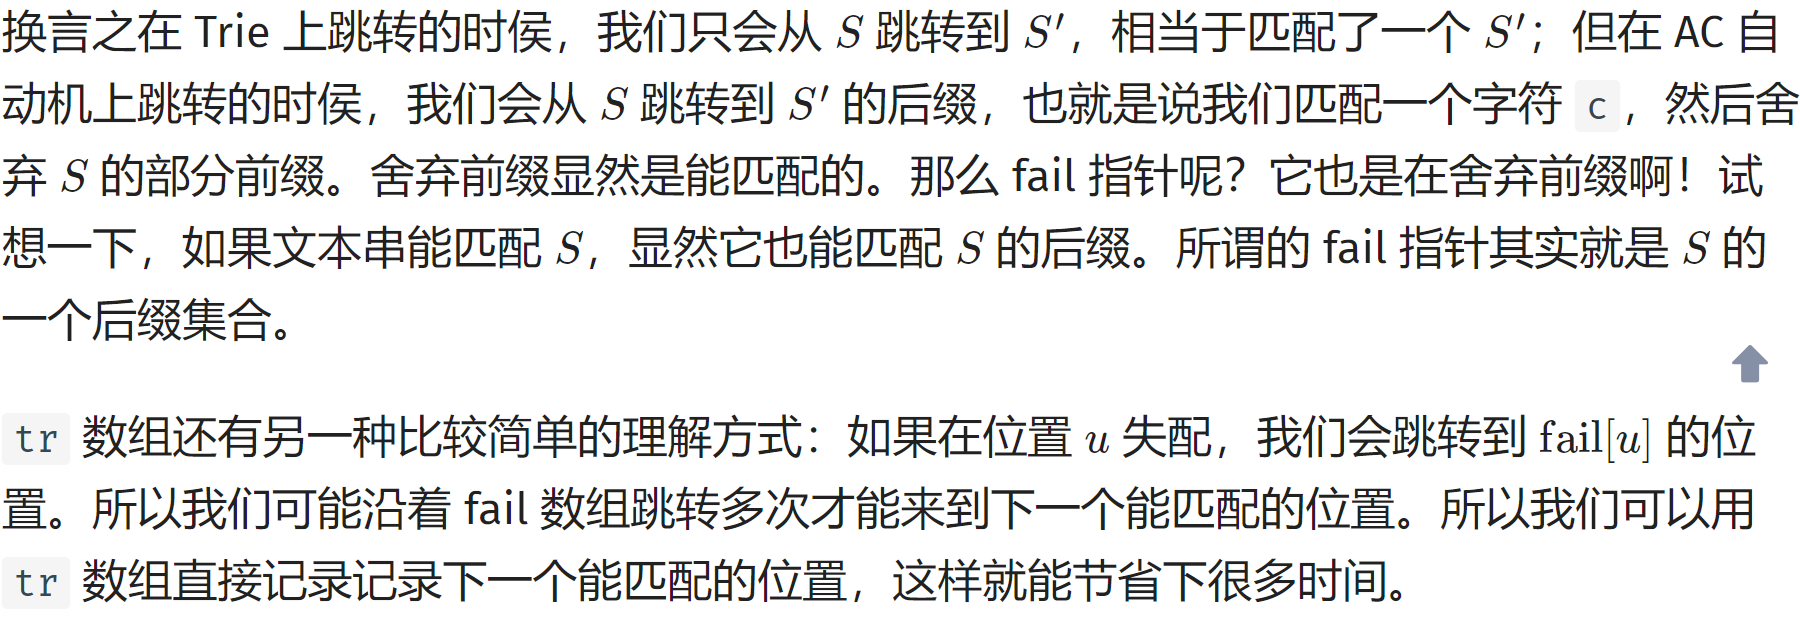 换言之在 Trie 上跳转的时侯，我们只会从 S 跳转到 S′，相当于匹配了一个 S′；但在 AC 自
动机上跳转的时侯，我们会从 S 跳转到 S′ 的后缀，也就是说我们匹配一个字符 c，然后舍
弃 S 的部分前缀。舍弃前缀显然是能匹配的。那么 fail 指针呢？它也是在舍弃前缀啊！试
想一下，如果文本串能匹配 S，显然它也能匹配 S 的后缀。所谓的 fail 指针其实就是 S 的
一个后缀集合。
tr 数组还有另一种比较简单的理解方式：如果在位置 u 失配，我们会跳转到 fail[u] 的位
置。所以我们可能沿着 fail 数组跳转多次才能来到下一个能匹配的位置。所以我们可以用
tr 数组直接记录记录下一个能匹配的位置，这样就能节省下很多时间。